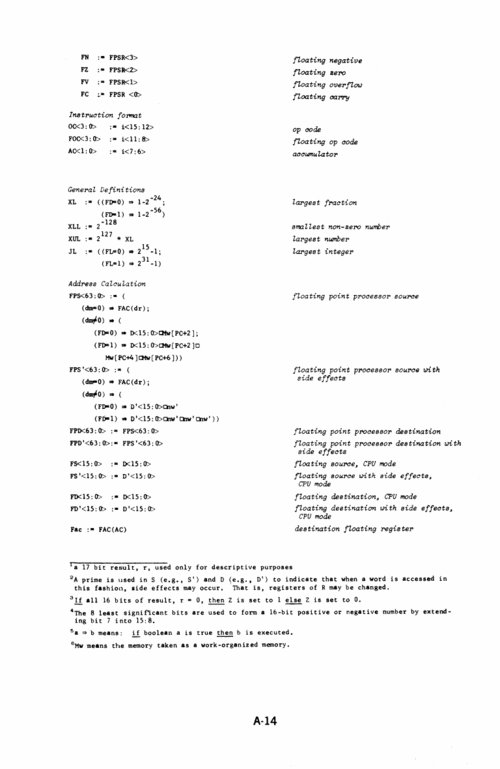 FN := FPSR<3> floating negative
FZ := FPSR<2> floating zero
FV := FPSR<1> floating overflow
FC := FPSR <0> floating carry
Instruction format
OC<3:0> := i<15:12> op code
FOC<3:0> := i<11:8> floating op code
AC<1:0> := i<7:6> accumulator
General Definitions
XL := ((FD=0) ⇒ 1-2^-24; largest fraction
(FD=1) ⇒ 1-2^-56)
XLL := 2^-128 smallest non-zero number
XUL := 2^127 * XL largest number
JL := ((FL=0) ⇒ 2^15-1; largest integer
(FL=1) ⇒ 2^31-1)
Address Calculation
FPS<63:0> := ( floating point processor source
(dm=0) ⇒ FAC(dr);
(dm≠0) ⇒ (
(FD=0) ⇒ D<15:0>□Mw[PC+2];
(FD=1) ⇒ D<15:0>□Mw[PC+2]□
Mw[PC+4]□Mw[PC+6]))
FPS'<63:0> := ( floating point processor source with
side effects
(dm=0) ⇒ FAC(dr);
(dm≠0) ⇒ (
(FD=0) ⇒ D'<15:0>□nw'
(FD=1) ⇒ D'<15:0>□nw'□nw'□nw'))
FPD<63:0> := FPS<63:0> floating point processor destination
FPD'<63:0>:= FPS'<63:0> floating point processor destination with
side effects
FS<15:0> := D<15:0> floating source, CPU mode
FS'<15:0> := D'<15:0> floating source with side effects,
CPU mode
FD<15:0> := D<15:0> floating destination, CPU mode
FD'<15:0> := D'<15:0> floating destination with side effects,
CPU mode
Fac := FAC(AC) destination floating register
1a 17 bit result, r, used only for descriptive purposes
2A prime is used in S (e.g., S') and D (e.g., D') to indicate that when a word is accessed in
this fashion, side effects may occur. That is, registers of R may be changed.
3If all 16 bits of result, r = 0, then Z is set to 1 else Z is set to 0.
4The 8 least significant bits are used to form a 16-bit positive or negative number by extend-
ing bit 7 into 15:8.
5a ⇒ b means: if boolean a is true then b is executed.
6Mw means the memory taken as a work-organized memory.
A-14